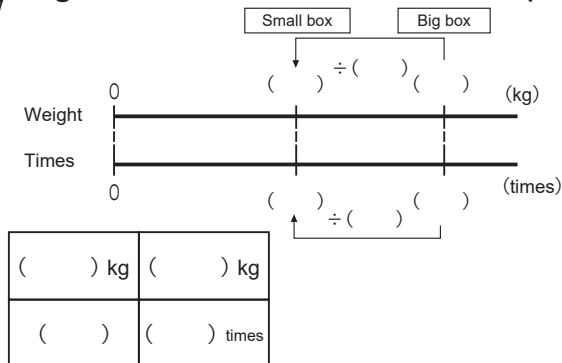 Small box Big box
÷ ( )
( ) ( ) (kg)
0
Weight
Times
0
( ) ( ) (times)
÷ ( )
( ) kg ( ) kg
( ) ( ) times